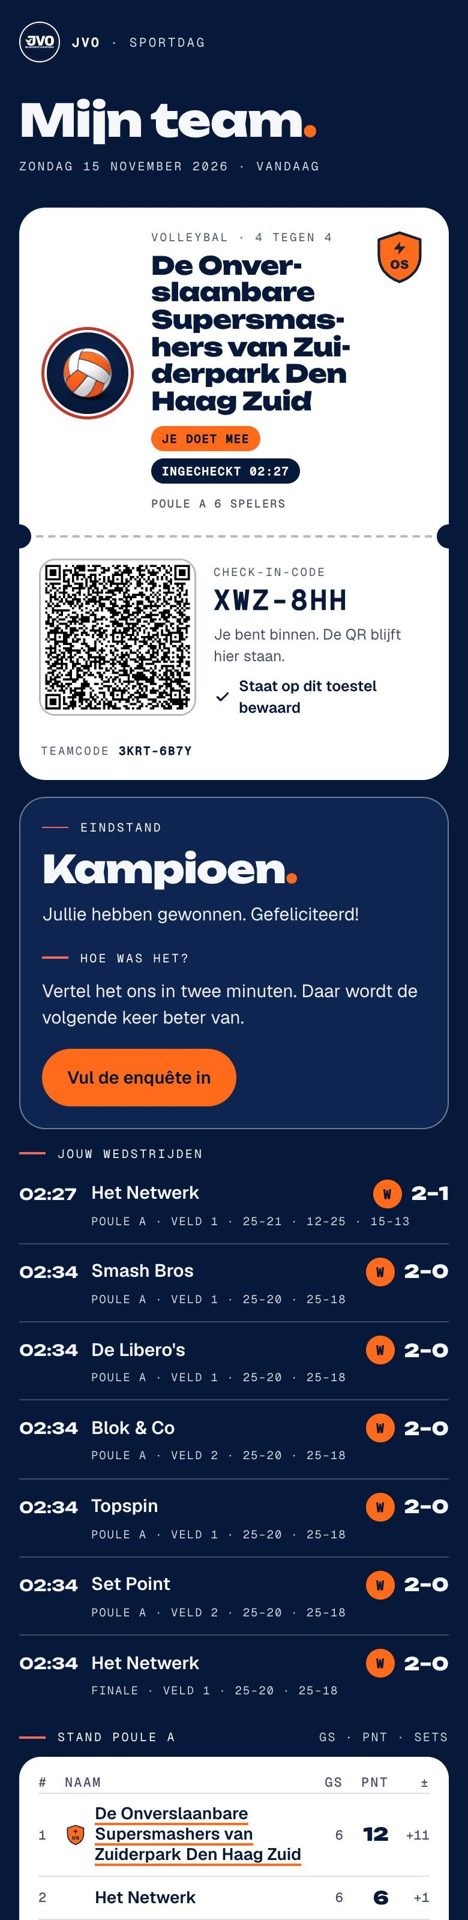 JVO
JVO · SPORTDAG
Mijn team.
ZONDAG 15 NOVEMBER 2026 · VANDAAG
VOLLEYBAL · 4 TEGEN 4
OS
De Onver-
slaanbare
Supersmas-
hers van Zui-
derpark Den
Haag Zuid
JE DOET MEE
INGECHECKT 02:27
POULE A 6 SPELERS
CHECK-IN-CODE
XWZ-8HH
Je bent binnen. De QR blijft
hier staan.
Staat op dit toestel
bewaard
TEAMCODE 3KRT-6B7Y
EINDSTAND
Kampioen.
Jullie hebben gewonnen. Gefeliciteerd!
HOE WAS HET?
Vertel het ons in twee minuten. Daar wordt de
volgende keer beter van.
Vul de enquête in
JOUW WEDSTRIJDEN
02:27 Het Netwerk W 2-1
POULE A · VELD 1 · 25-21 · 12-25 · 15-13
02:34 Smash Bros W 2-0
POULE A · VELD 1 · 25-20 · 25-18
02:34 De Libero's W 2-0
POULE A · VELD 1 · 25-20 · 25-18
02:34 Blok & Co W 2-0
POULE A · VELD 2 · 25-20 · 25-18
02:34 Topspin W 2-0
POULE A · VELD 1 · 25-20 · 25-18
02:34 Set Point W 2-0
POULE A · VELD 2 · 25-20 · 25-18
02:34 Het Netwerk W 2-0
FINALE · VELD 1 · 25-20 · 25-18
STAND POULE A GS · PNT · SETS
# NAAM GS PNT ±
De Onverslaanbare
1 OS Supersmashers van 6 12 +11
Zuiderpark Den Haag Zuid
2 Het Netwerk 6 6 +1